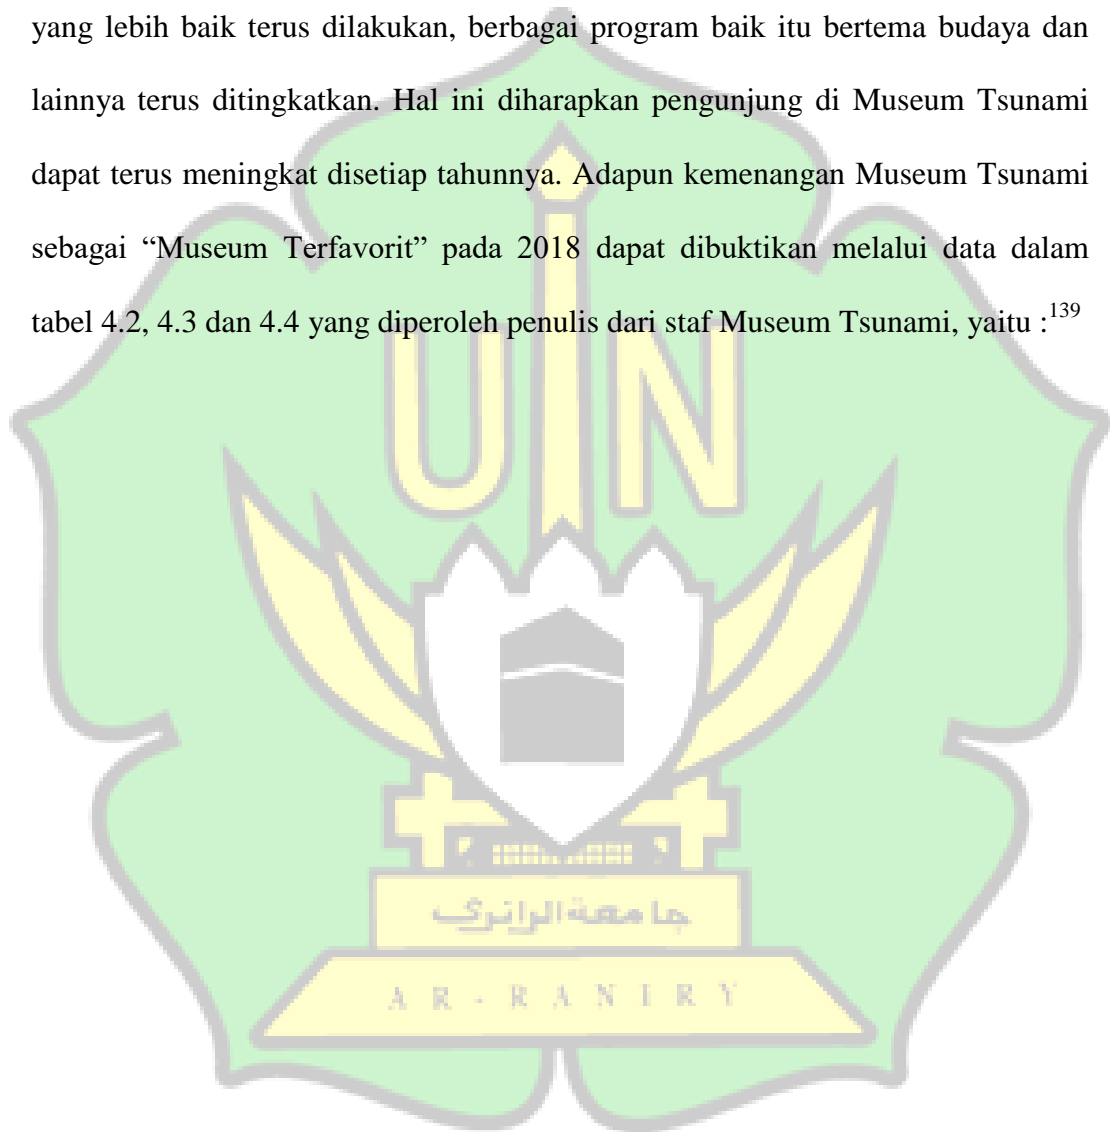 yang lebih baik terus dilakukan, berbagai program baik itu bertema budaya dan
lainnya terus ditingkatkan. Hal ini diharapkan pengunjung di Museum Tsunami
dapat terus meningkat disetiap tahunnya. Adapun kemenangan Museum Tsunami
sebagai “Museum Terfavorit” pada 2018 dapat dibuktikan melalui data dalam
tabel 4.2, 4.3 dan 4.4 yang diperoleh penulis dari staf Museum Tsunami, yaitu :139
UIN
جامعة الرانري
AR-RANIRY